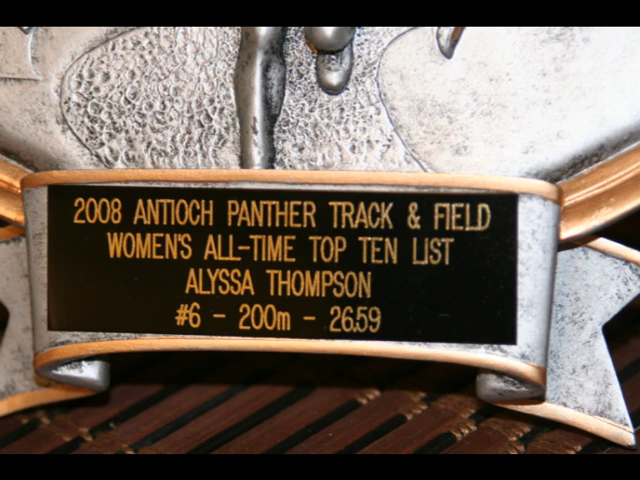 2008 ANTIOCH PANTHER TRACK & FIELD
WOMEN'S ALL-TIME TOP TEN LIST
ALYSSA THOMPSON
#6 - 200m - 26.59